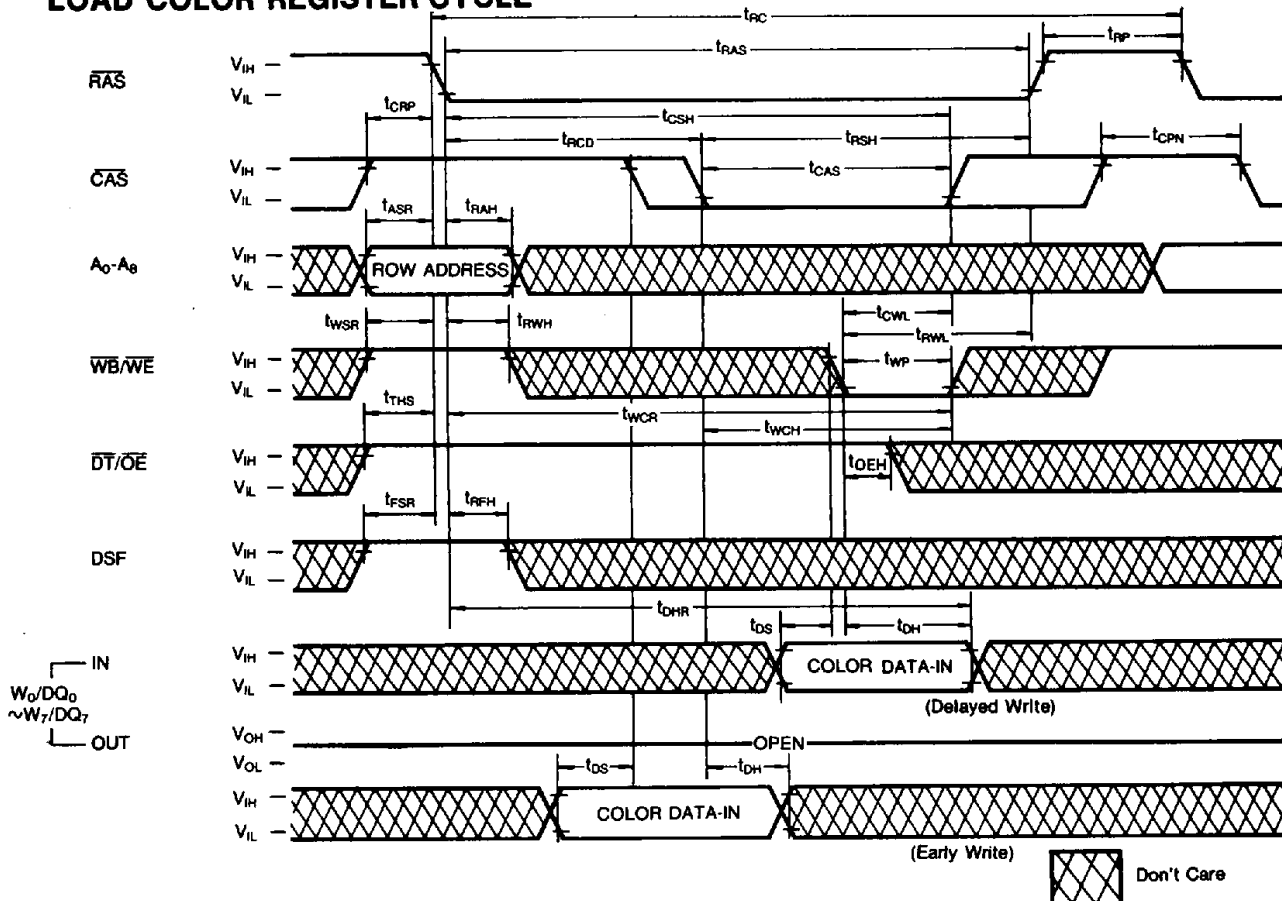 LOAD COLOR REGISTER CYCLE
tRC
tRAS
tRP
RAS
VIH
VIL
tCRP
tCSH
tRCD
tRSH
tCPN
CAS
VIH
VIL
tCAS
tASR
tRAH
A0-A8
VIH
VIL
ROW ADDRESS
tCWL
tWSR
tRWH
tRWL
WB/WE
VIH
VIL
tWP
tTHS
tWCR
tWCH
DT/OE
VIH
VIL
tOEH
tFSR
tRFH
DSF
VIH
VIL
tDHR
tDS
tDH
IN
VIH
VIL
COLOR DATA-IN
(Delayed Write)
W0/DQ0
~W7/DQ7
OUT
VOH
VOL
OPEN
tDS
tDH
VIH
VIL
COLOR DATA-IN
(Early Write)
Don't Care